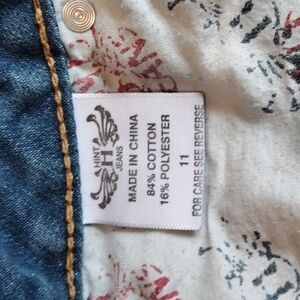 HINT
H
JEANS
MADE IN CHINA
84% COTTON
16% POLYESTER
11
FOR CARE SEE REVERSE